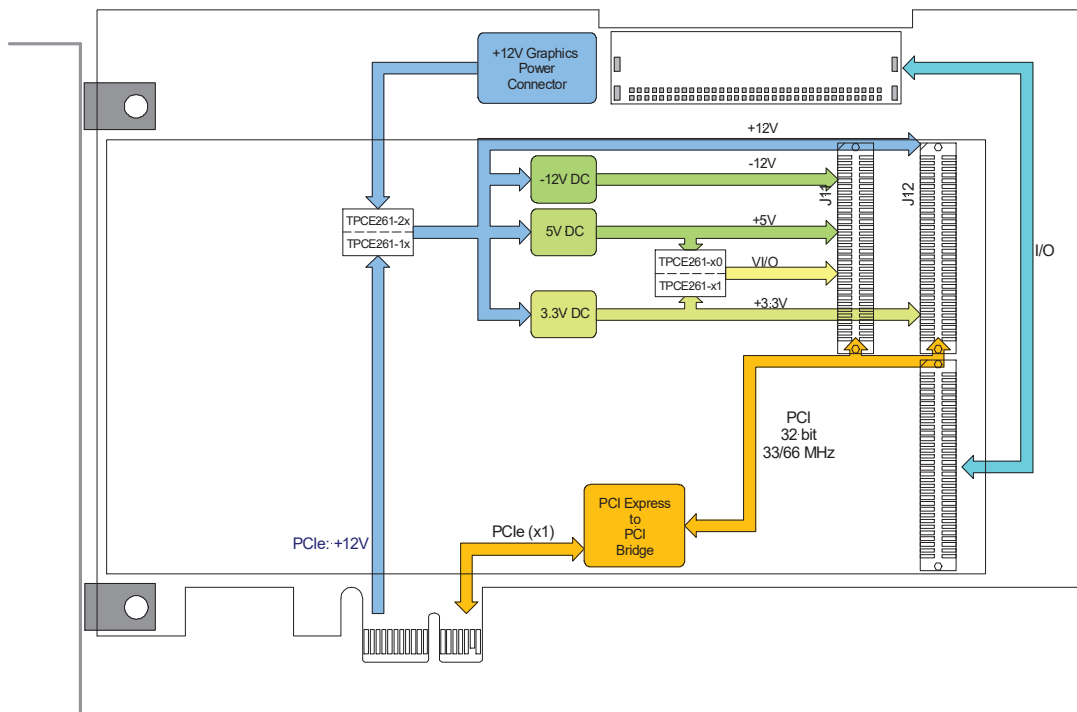 +12V Graphics
Power
Connector
+12V
-12V
-12V DC
J11
J12
TPCE261-2x
TPCE261-1x
5V DC
+5V
TPCE261-x0
TPCE261-x1
VI/O
I/O
3.3V DC
+3.3V
PCI
32-bit
33/66 MHz
PCI Express
to
PCI
Bridge
PCIe (x1)
PCIe: +12V